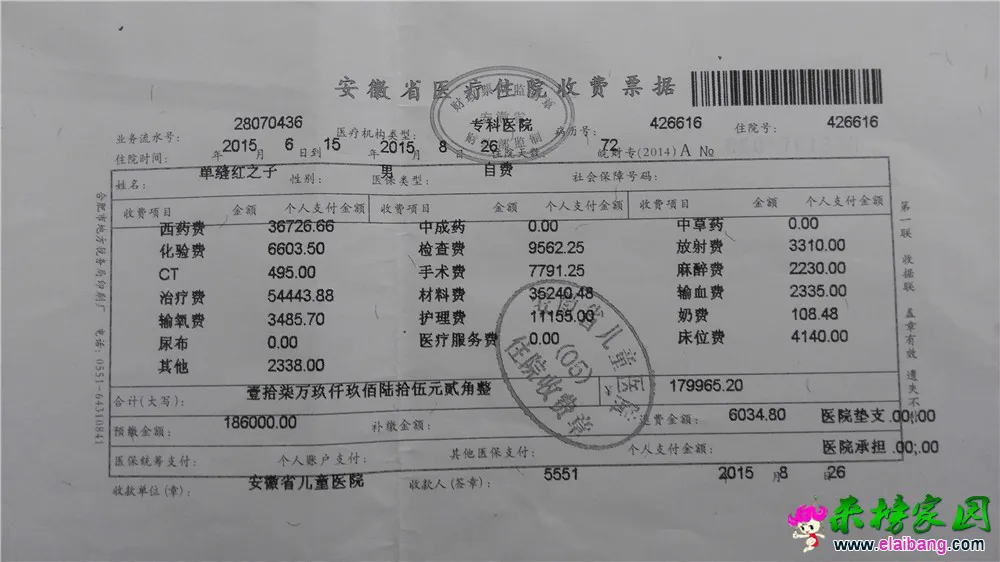 安徽省医疗住院收费票据
业务流水号: 28070436 医疗机构类型: 专科医院 病历号: 426616 住院号: 426616
住院时间: 2015 年 6 月 15 日到 2015 年 8 月 26 日 住院天数: 72 皖财专(2014)A №
姓名: 单缝红之子 性别: 男 医保类型: 自费 社会保障号码:
收费项目 金额 个人支付金额 收费项目 金额 个人支付金额 收费项目 金额 个人支付金额
西药费 36726.66 中成药 0.00 中草药 0.00
化验费 6603.50 检查费 9562.25 放射费 3310.00
CT 495.00 手术费 7791.25 麻醉费 2230.00
治疗费 54443.88 材料费 35240.48 输血费 2335.00
输氧费 3485.70 护理费 11155.00 奶费 108.48
尿布 0.00 医疗服务费 0.00 床位费 4140.00
其他 2338.00
合计(大写): 壹拾柒万玖仟玖佰陆拾伍元贰角整 ¥ 179965.20
预缴金额: 186000.00 补缴金额: 退费金额: 6034.80 医院垫支 .00;.00
医保统筹支付: 个人账户支付: 其他医保支付: 个人支付金额: 医院承担 .00;.00
收款单位(章): 安徽省儿童医院 收款人(签章): 5551 2015 年 8 月 26
合肥市地方税务局印刷厂 电话: 0551-64310841
第一联 收据联 盖章有效 遗失不
安徽省儿童医院
(05)
住院收费章
来榜家园
www.elaibang.com